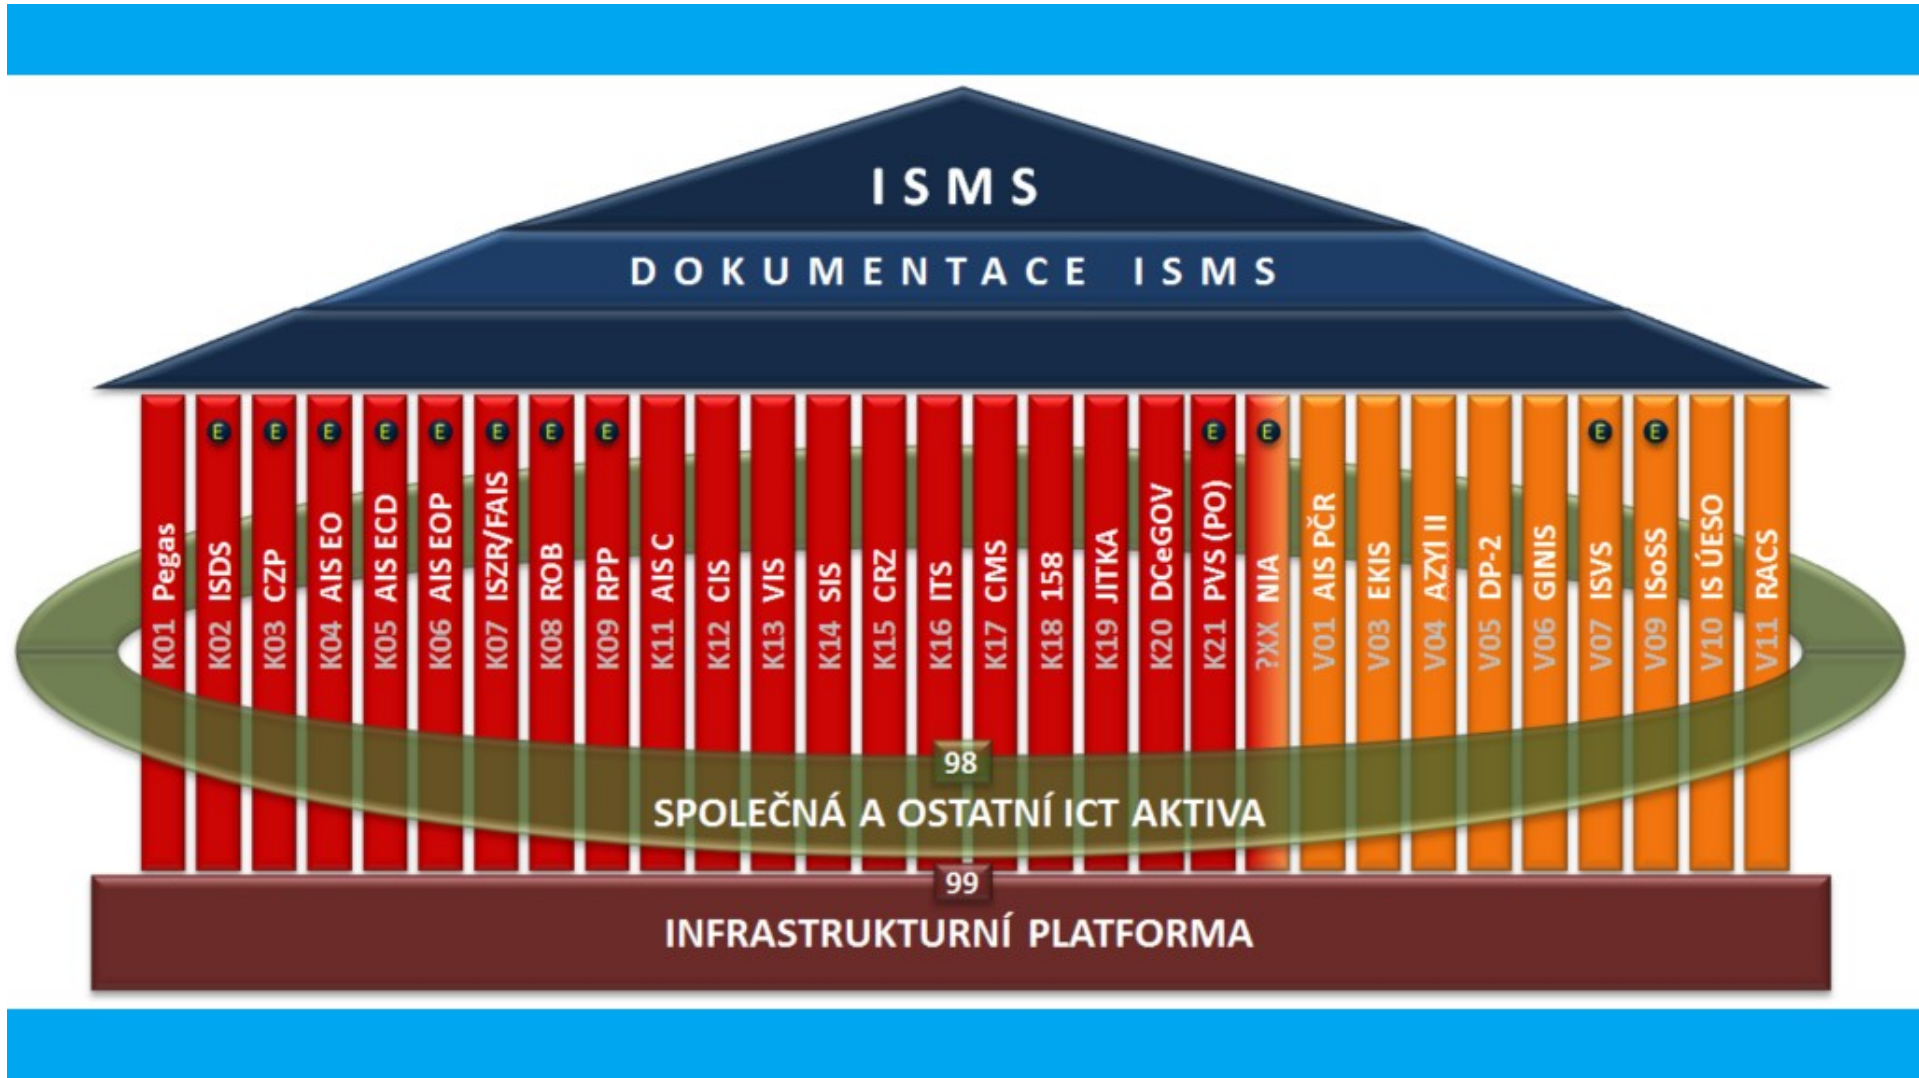 ISMS
DOKUMENTACE ISMS
E
E
E
E
E
E
E
E
E
E
E
E
K01 Pegas
K02 ISDS
K03 CZP
K04 AIS EO
K05 AIS ECD
K06 AIS EOP
K07 ISZR/FAIS
K08 ROB
K09 RPP
K11 AIS C
K12 CIS
K13 VIS
K14 SIS
K15 CRZ
K16 ITS
K17 CMS
K18 158
K19 JITKA
K20 DCeGOV
K21 PVS (PO)
?XX NIA
V01 AIS PČR
V03 EKIS
V04 AZYl II
V05 DP-2
V06 GINIS
V07 ISVS
V09 ISoSS
V10 IS ÚESO
V11 RACS
98
SPOLEČNÁ A OSTATNÍ ICT AKTIVA
99
INFRASTRUKTURNÍ PLATFORMA